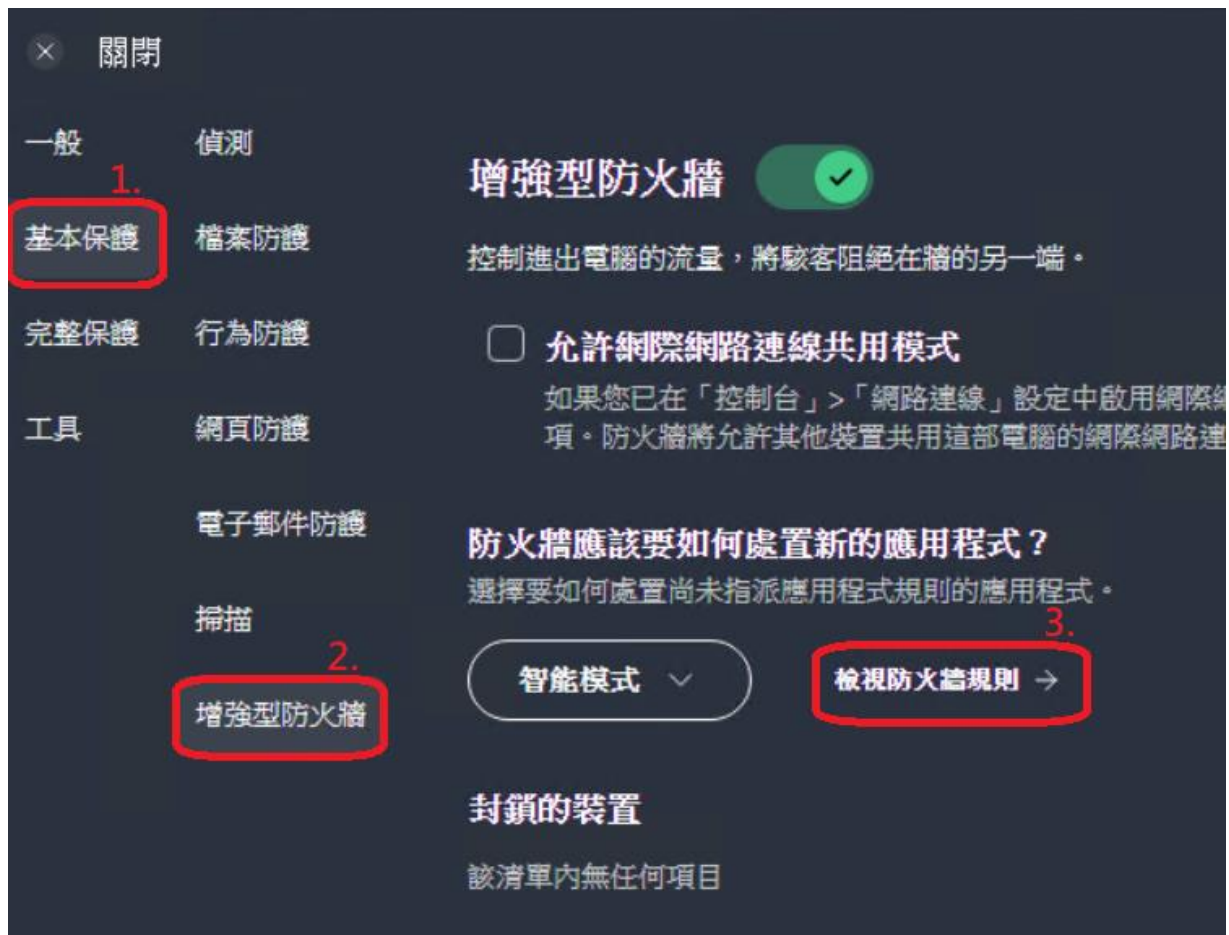 關閉
一般
1.
基本保護
完整保護
工具
偵測
檔案防護
行為防護
網頁防護
電子郵件防護
掃描
2.
增強型防火牆
增強型防火牆
控制進出電腦的流量，將駭客阻絕在牆的另一端。
允許網際網路連線共用模式
如果您已在「控制台」>「網路連線」設定中啟用網際
項。防火牆將允許其他裝置共用這部電腦的網際網路連
防火牆應該要如何處置新的應用程式？
選擇要如何處置尚未指派應用程式規則的應用程式。
智能模式
3.
檢視防火牆規則 →
封鎖的裝置
該清單內無任何項目